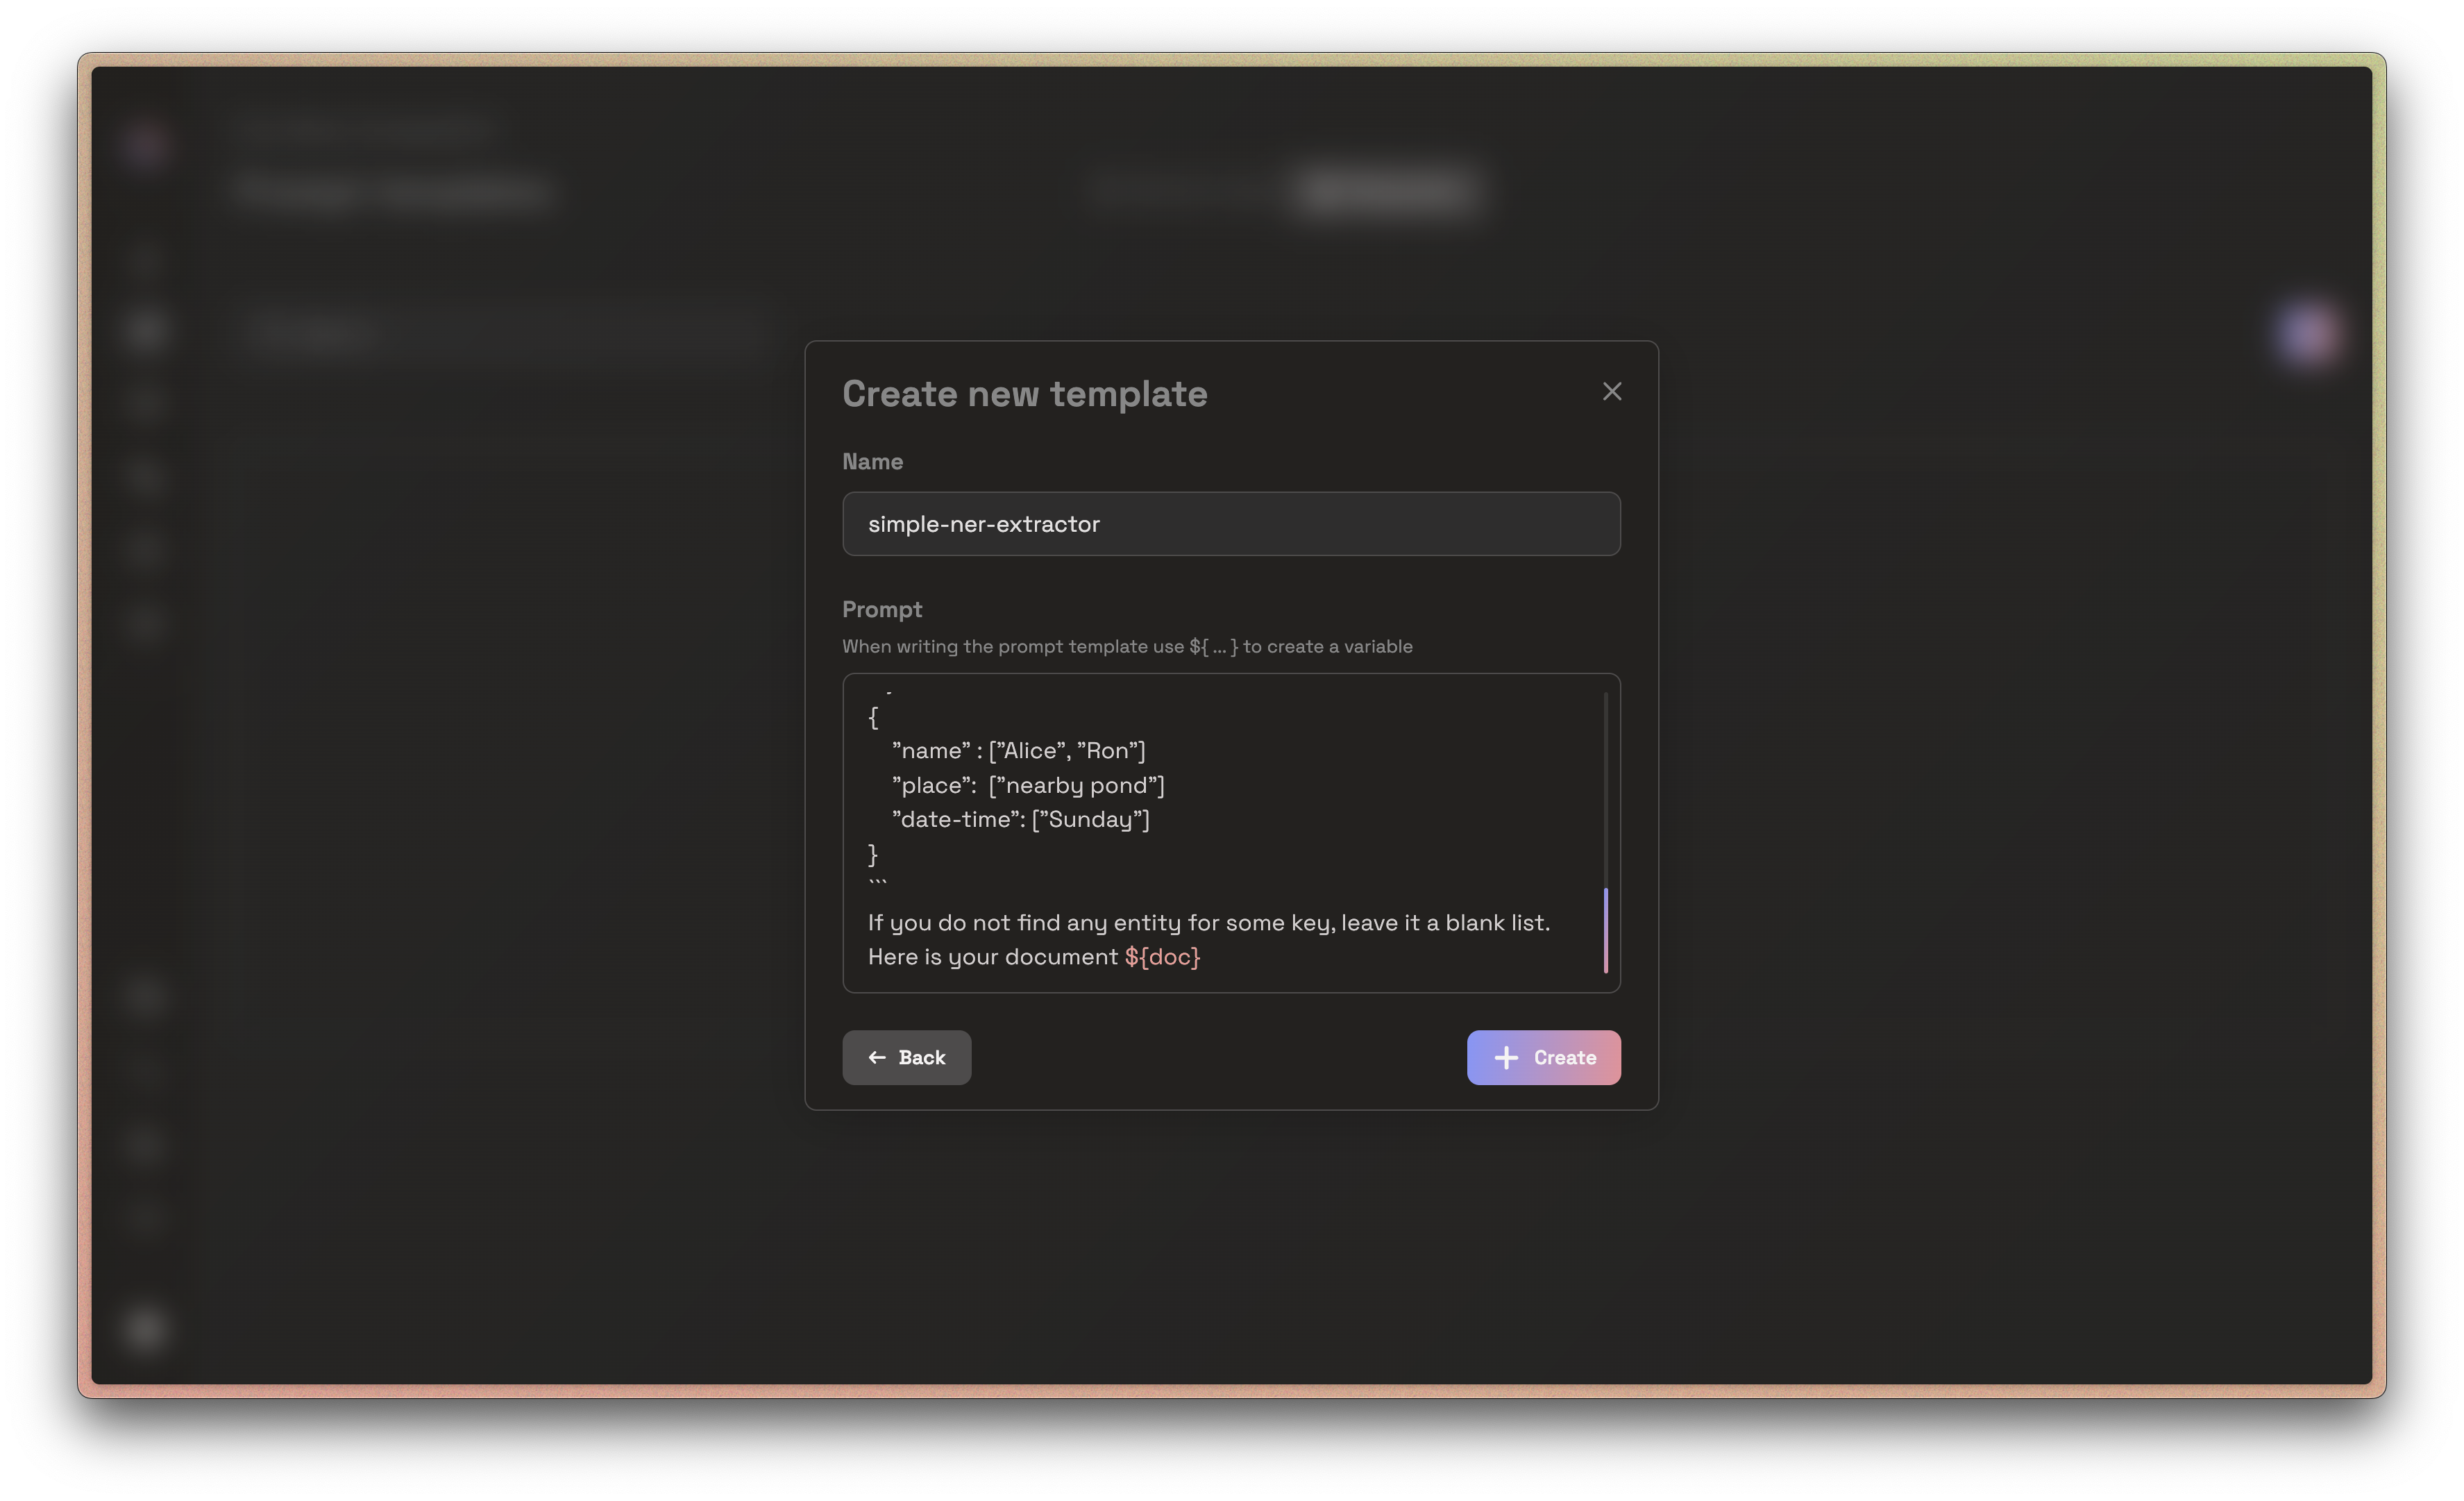 Create new template
Name
simple-ner-extractor
Prompt
When writing the prompt template use ${ ... } to create a variable
{
”name” : [”Alice”, ”Ron”]
”place”:  [”nearby pond”]
”date-time”: [”Sunday”]
}
```
If you do not find any entity for some key, leave it a blank list.
Here is your document ${doc}
Back
Create